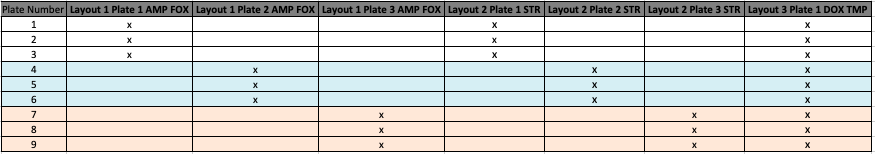 Plate Number Layout 1 Plate 1 AMP FOX Layout 1 Plate 2 AMP FOX Layout 1 Plate 3 AMP FOX Layout 2 Plate 1 STR Layout 2 Plate 2 STR Layout 2 Plate 3 STR Layout 3 Plate 1 DOX TMP
1 x x x
2 x x x
3 x x x
4 x x x
5 x x x
6 x x x
7 x x x
8 x x x
9 x x x